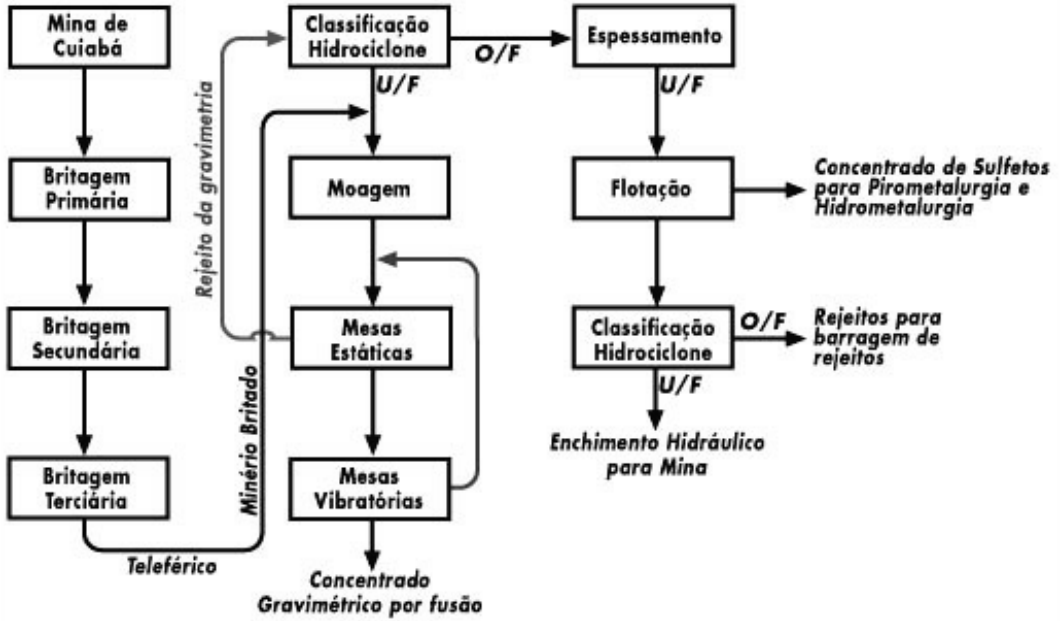 Mina de
Cuiabá
Britagem
Primária
Britagem
Secundária
Britagem
Terciária
Teleférico
Minério Britado
Rejeito da gravimetria
Classificação
Hidrociclone
O/F
U/F
Moagem
Mesas
Estáticas
Mesas
Vibratórias
Concentrado
Gravimétrico por fusão
Espessamento
U/F
Flotação
Concentrado de Sulfetos
para Pirometalurgia e
Hidrometalurgia
Classificação
Hidrociclone
O/F
Rejeitos para
barragem de
rejeitos
U/F
Enchimento Hidráulico
para Mina